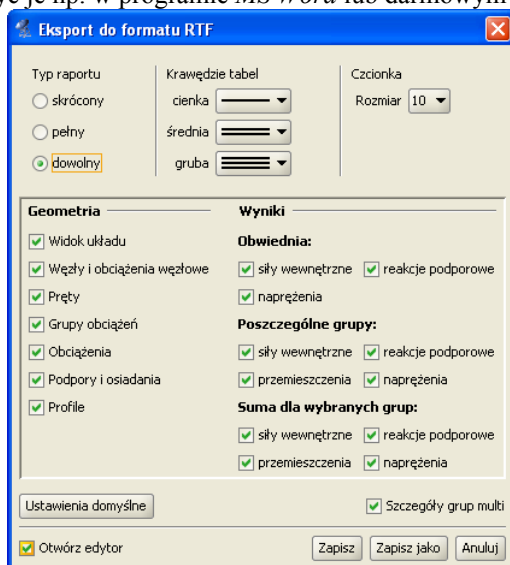 yć je np. w programie MS Wora lub darmowym
Eksport do formatu RTF
Typ raportu Krawędzie tabel Czcionka
skrócony cienka Rozmiar 10
pełny średnia
dowolny gruba
Geometria Wyniki
Widok układu Obwiednia:
Węzły i obciążenia węzłowe siły wewnętrzne reakcje podporowe
Pręty naprężenia
Grupy obciążeń Poszczególne grupy:
Obciążenia siły wewnętrzne reakcje podporowe
Podpory i osiadania przemieszczenia naprężenia
Profile Suma dla wybranych grup:
siły wewnętrzne reakcje podporowe
przemieszczenia naprężenia
Ustawienia domyślne Szczegóły grup multi
Otwórz edytor Zapisz Zapisz jako Anuluj